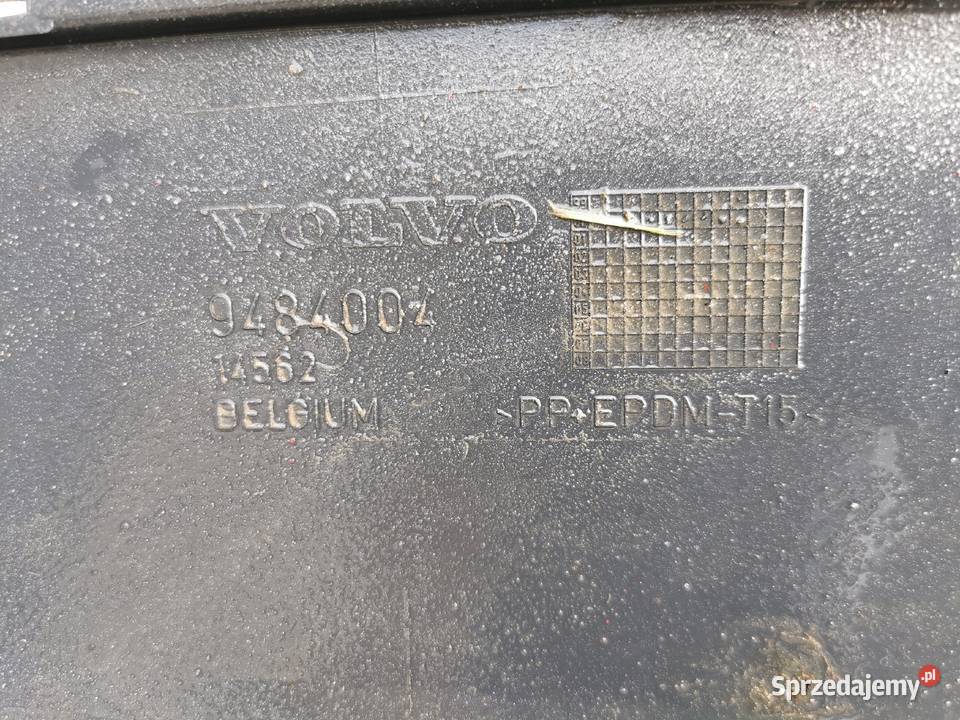 VOLVO
9484004
14562
BELGIUM
>PP+EPDM-T15<
Sprzedajemy.pl